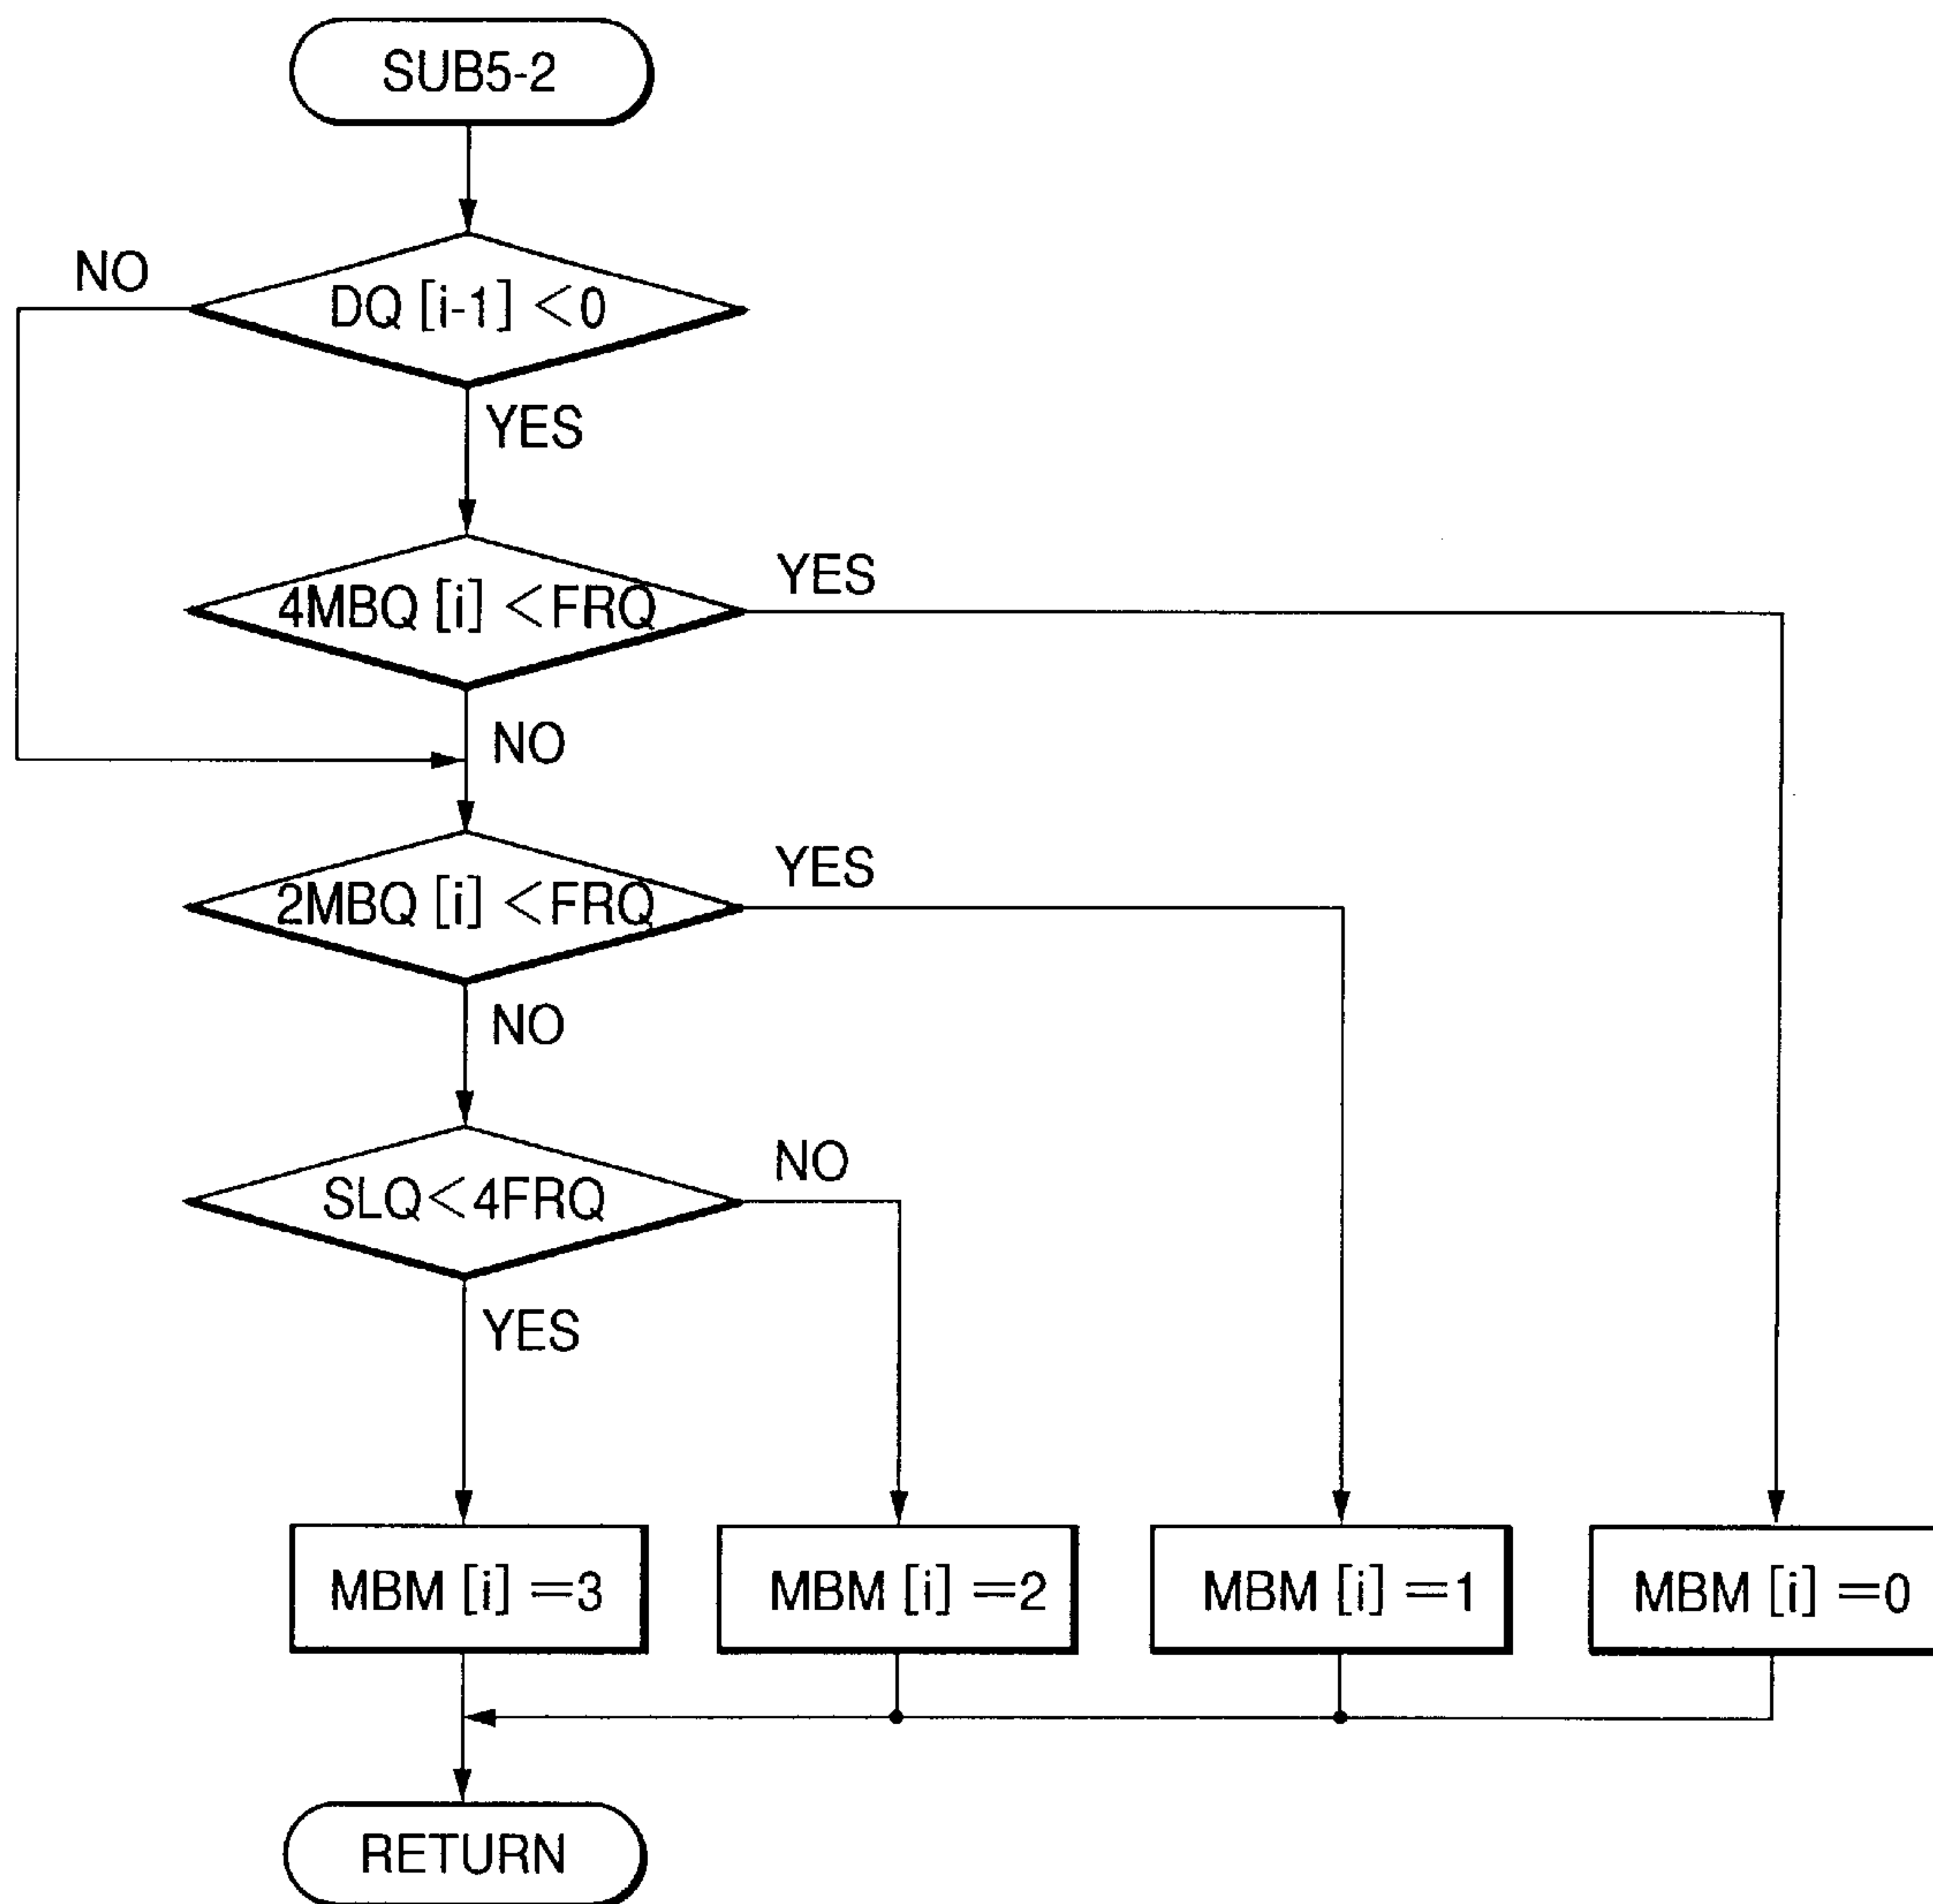 SUB5-2
NO
DQ [i-1] <0
YES
4MBQ [i] <FRQ
YES
NO
2MBQ [i] <FRQ
YES
NO
SLQ<4FRQ
NO
YES
MBM [i] =3
MBM [i] =2
MBM [i] =1
MBM [i] =0
RETURN